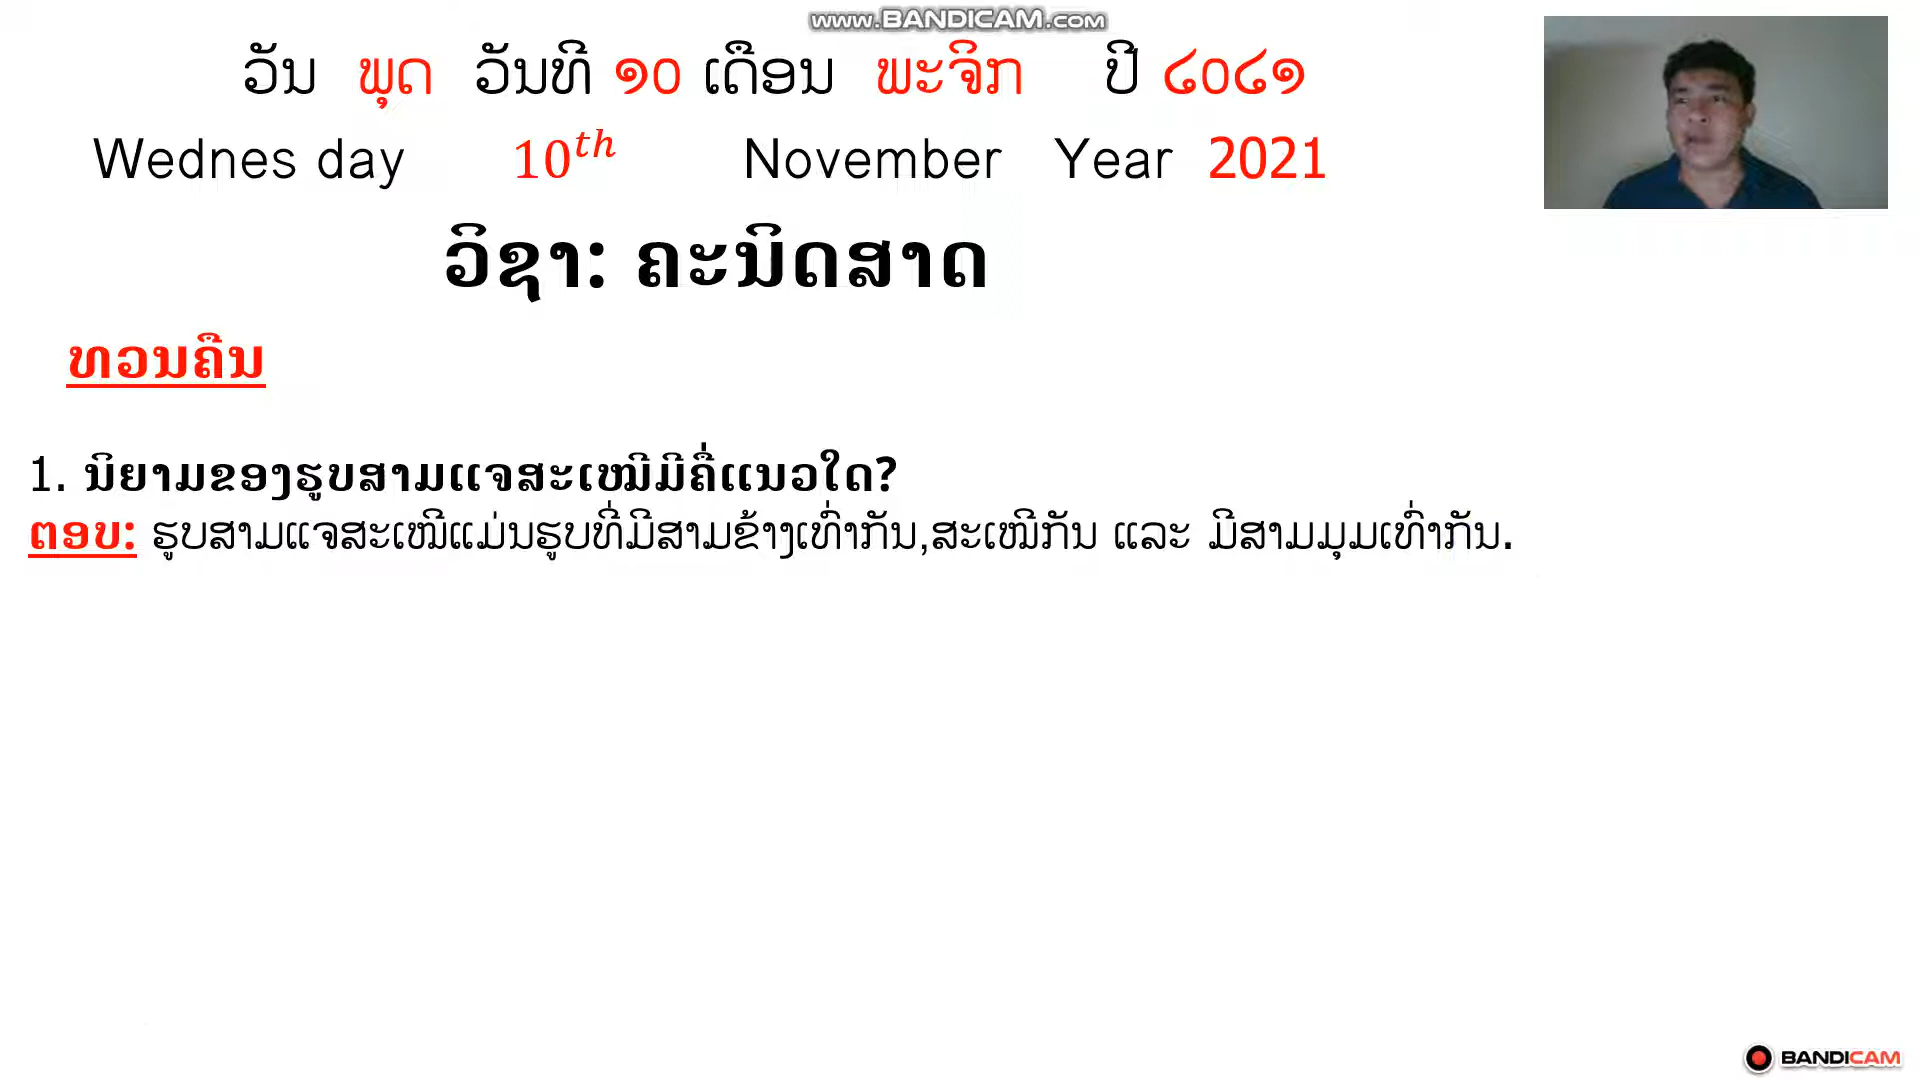 www.BANDICAM.com
ວັນ ພຸດ ວັນທີ ໑໐ ເດືອນ ພະຈິກ ປີ ໒໐໒໑
Wednes day 10th November Year 2021
ວິຊາ: ຄະນິດສາດ
ທວນຄືນ
1. ນິຍາມຂອງຮູບສາມແຈສະເໝີມີຄື່ແນວໃດ?
ຕອບ: ຮູບສາມແຈສະເໝີແມ່ນຮູບທີ່ມີສາມຂ້າງເທົ່າກັນ,ສະເໝີກັນ ແລະ ມີສາມມຸມເທົ່າກັນ.
BANDICAM